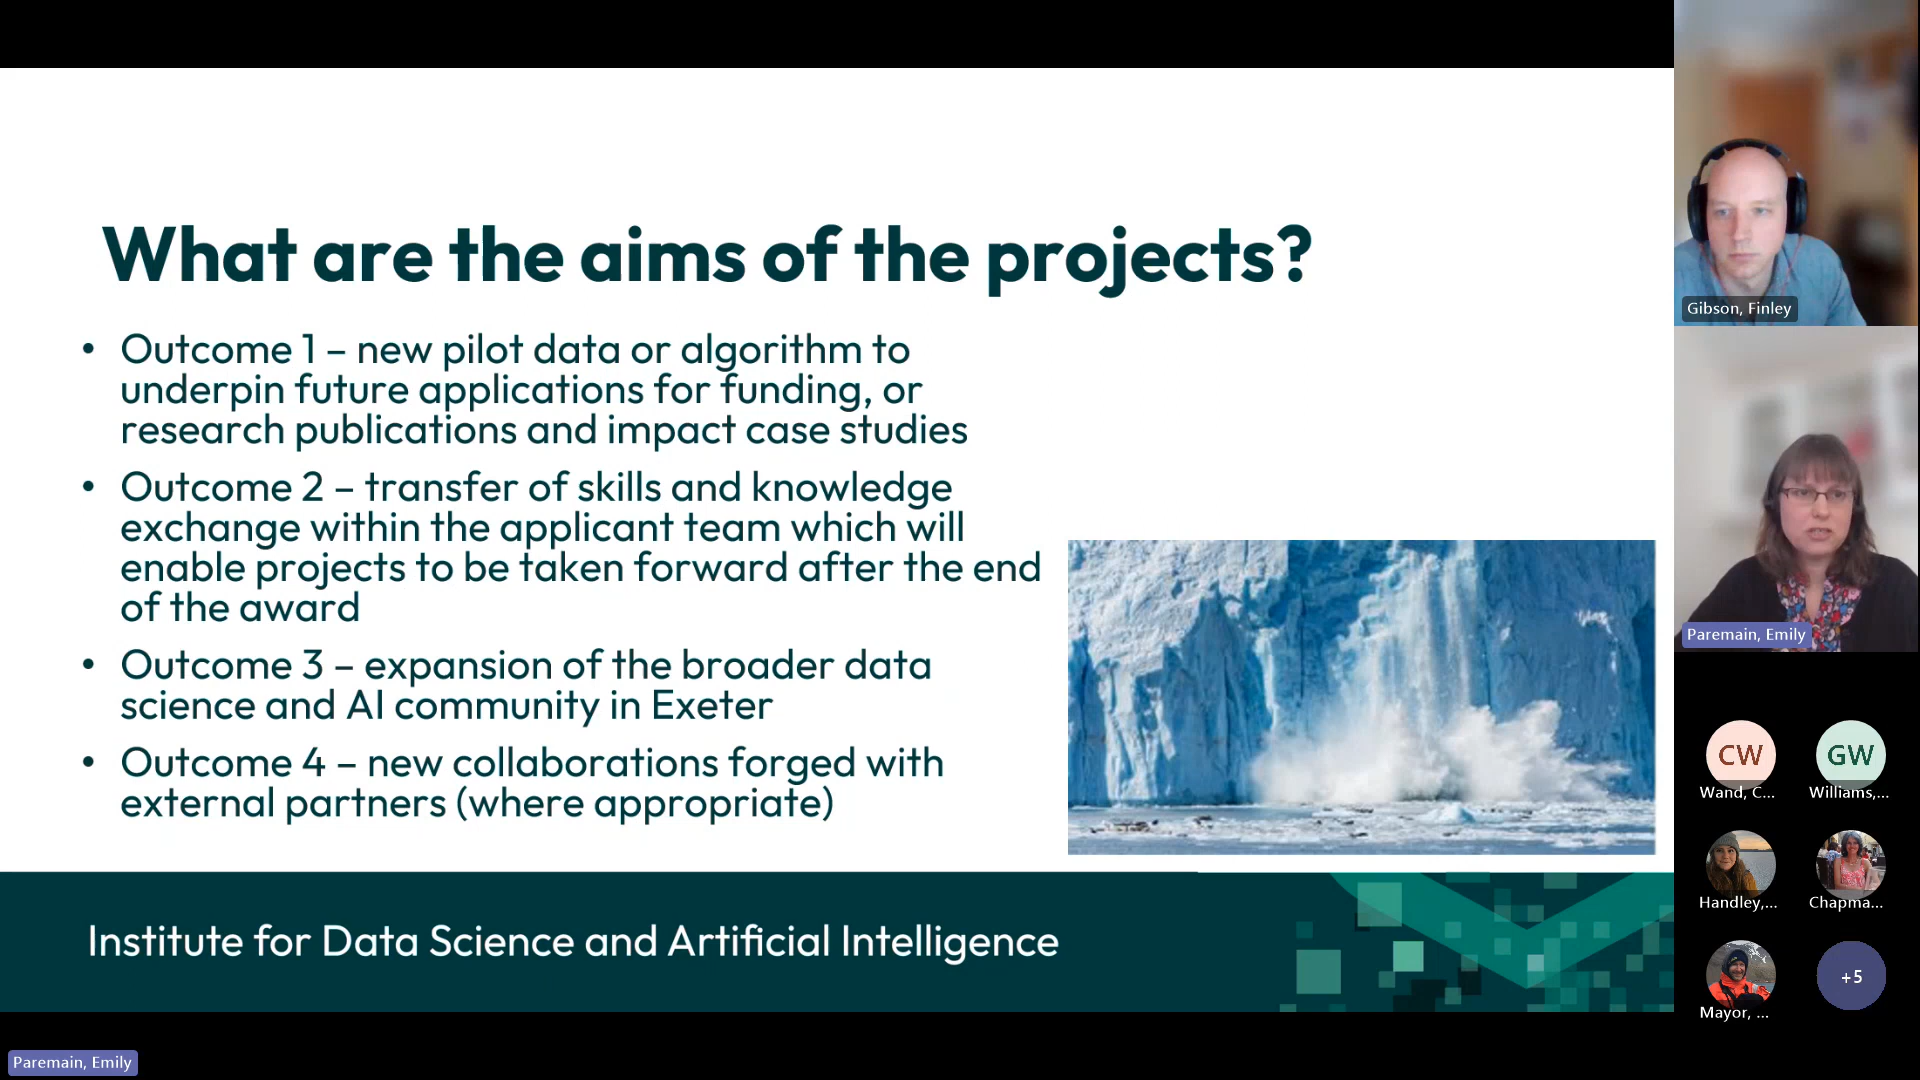 What are the aims of the projects?
• Outcome 1 – new pilot data or algorithm to
underpin future applications for funding, or
research publications and impact case studies
• Outcome 2 – transfer of skills and knowledge
exchange within the applicant team which will
enable projects to be taken forward after the end
of the award
• Outcome 3 – expansion of the broader data
science and AI community in Exeter
• Outcome 4 – new collaborations forged with
external partners (where appropriate)
Institute for Data Science and Artificial Intelligence
Paremain, Emily
Gibson, Finley
Paremain, Emily
CW
Wand, C...
GW
Williams,...
Handley,...
Chapma...
Mayor, ...
+5